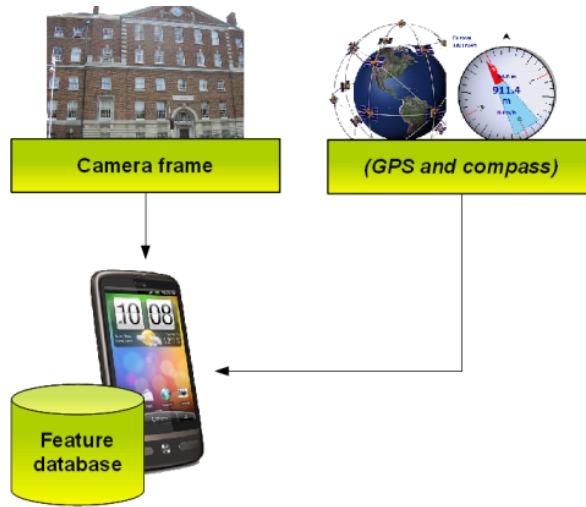 911.4
m
Camera frame
(GPS and compass)
10 08
Feature
database